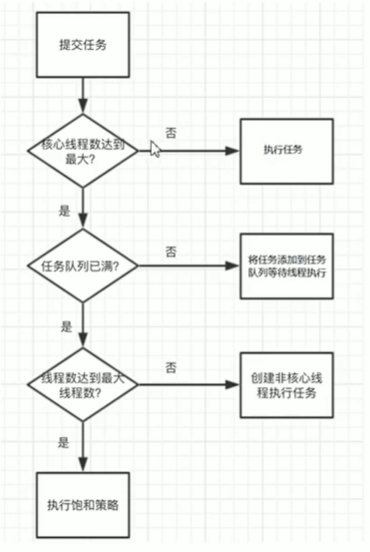 提交任务
核心线程数达到
最大?
否
执行任务
是
任务队列已满?
否
将任务添加到任务
队列等待线程执行
是
线程数达到最大
线程数?
否
创建非核心线
程执行任务
是
执行饱和策略